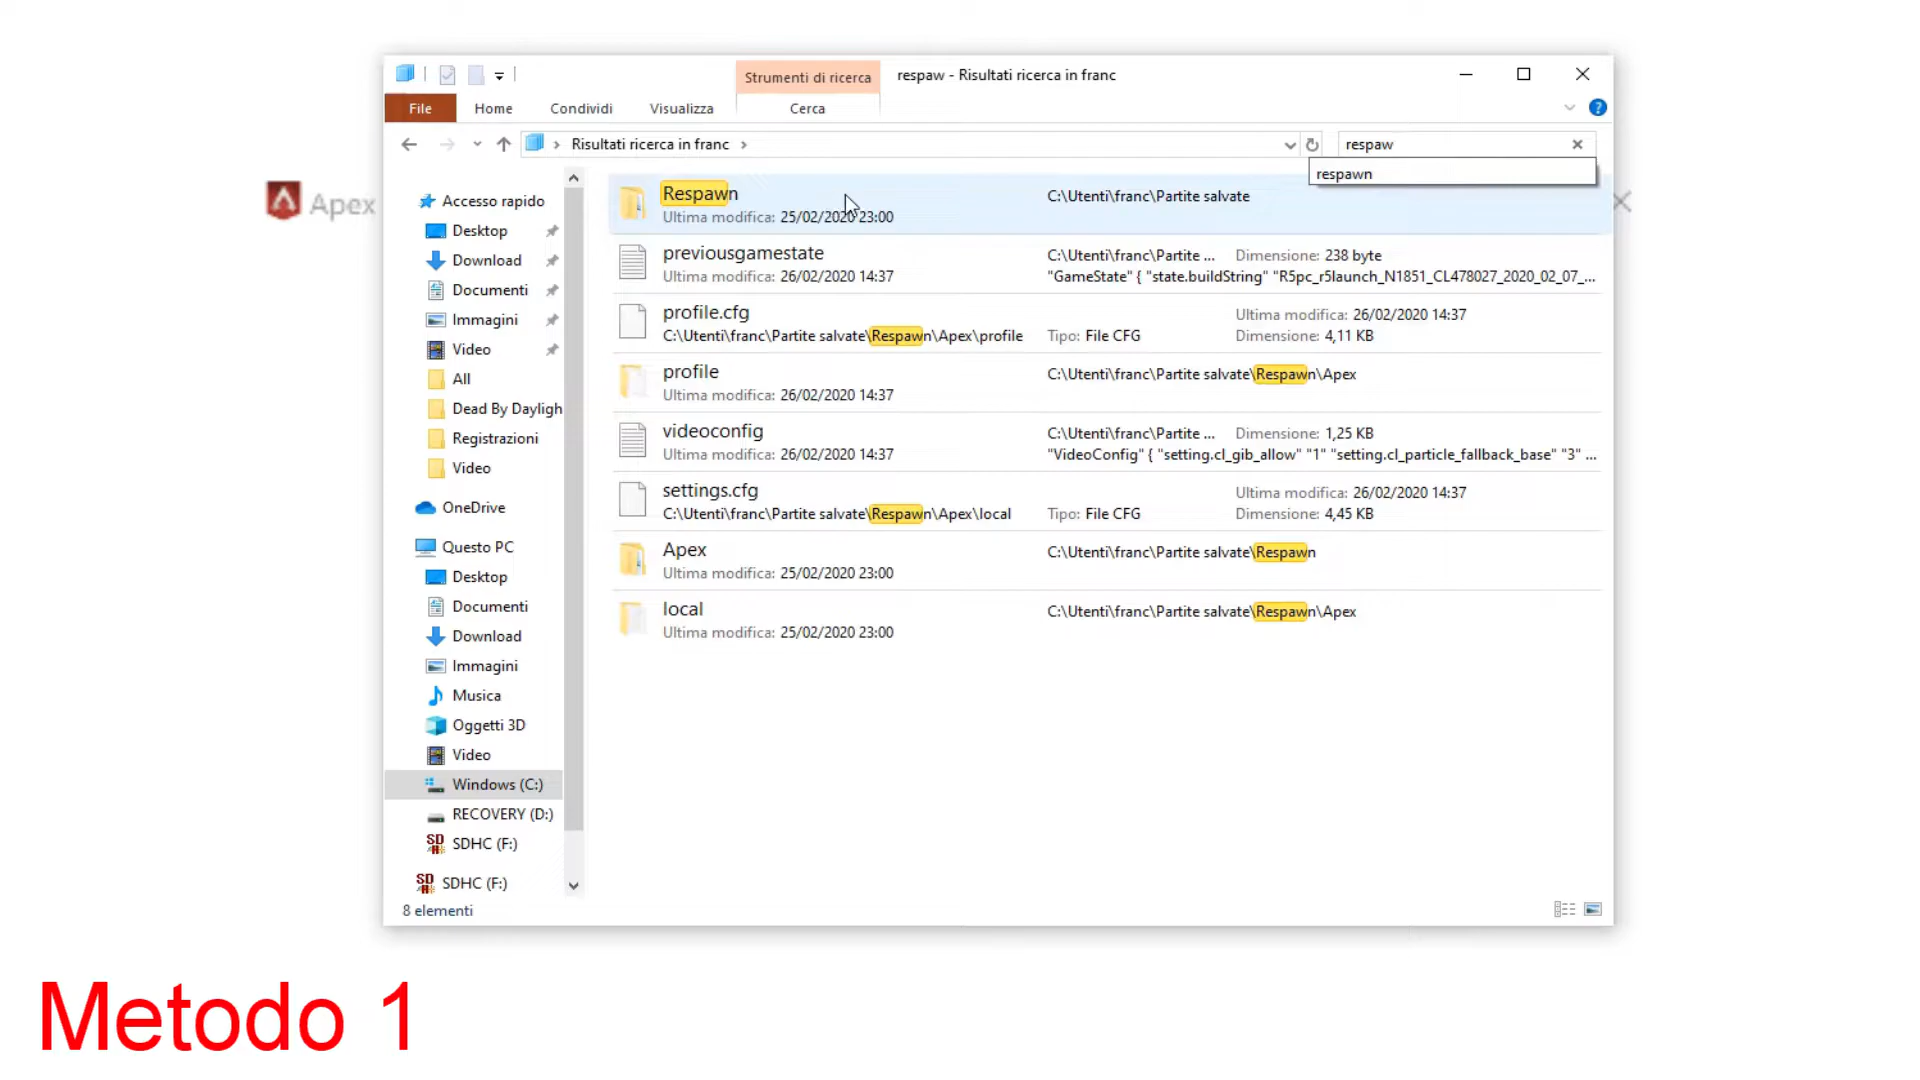 Strumenti di ricerca
respaw - Risultati ricerca in franc
File
Home
Condividi
Visualizza
Cerca
Risultati ricerca in franc
respaw
respawn
Apex
Accesso rapido
Desktop
Download
Documenti
Immagini
Video
All
Dead By Dayligh
Registrazioni
Video
OneDrive
Questo PC
Desktop
Documenti
Download
Immagini
Musica
Oggetti 3D
Video
Windows (C:)
RECOVERY (D:)
SDHC (F:)
SDHC (F:)
Respawn
C:\Utenti\franc\Partite salvate
Ultima modifica: 25/02/2020 23:00
previousgamestate
C:\Utenti\franc\Partite ... Dimensione: 238 byte
Ultima modifica: 26/02/2020 14:37
"GameState" { "state.buildString" "R5pc_r5launch_N1851_CL478027_2020_02_07_...
profile.cfg
Ultima modifica: 26/02/2020 14:37
C:\Utenti\franc\Partite salvate\Respawn\Apex\profile
Tipo: File CFG
Dimensione: 4,11 KB
profile
C:\Utenti\franc\Partite salvate\Respawn\Apex
Ultima modifica: 26/02/2020 14:37
videoconfig
C:\Utenti\franc\Partite ... Dimensione: 1,25 KB
Ultima modifica: 26/02/2020 14:37
"VideoConfig" { "setting.cl_gib_allow" "1" "setting.cl_particle_fallback_base" "3" ...
settings.cfg
Ultima modifica: 26/02/2020 14:37
C:\Utenti\franc\Partite salvate\Respawn\Apex\local
Tipo: File CFG
Dimensione: 4,45 KB
Apex
C:\Utenti\franc\Partite salvate\Respawn
Ultima modifica: 25/02/2020 23:00
local
C:\Utenti\franc\Partite salvate\Respawn\Apex
Ultima modifica: 25/02/2020 23:00
8 elementi
Metodo 1